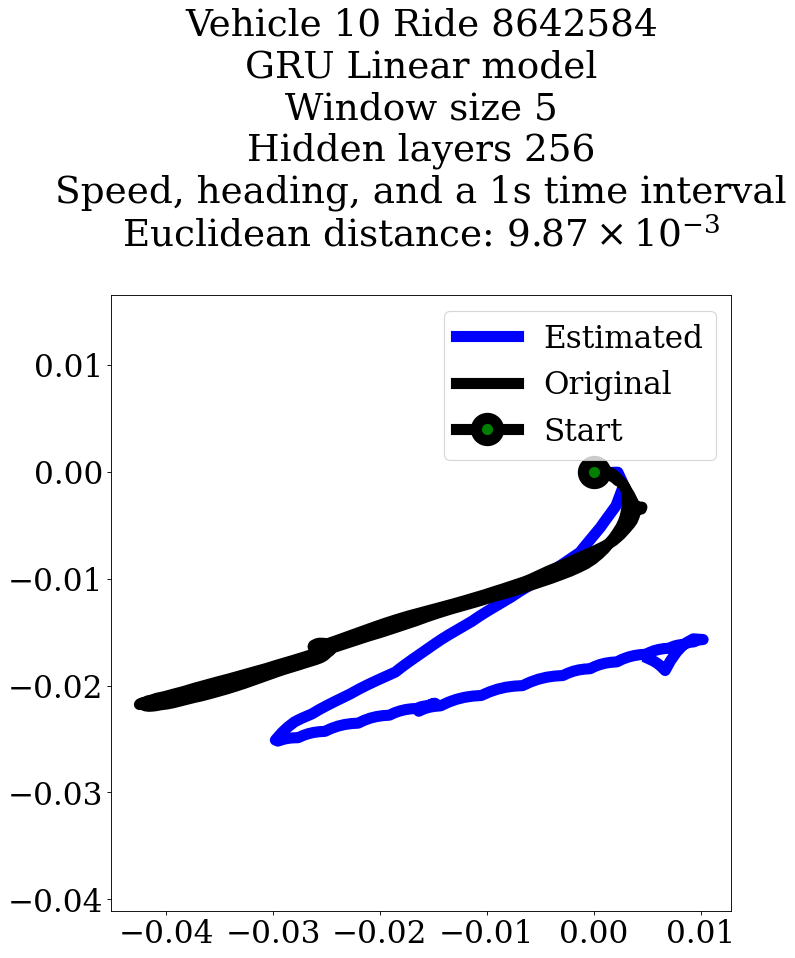 Vehicle 10 Ride 8642584
GRU Linear model
Window size 5
Hidden layers 256
Speed, heading, and a 1s time interval
Euclidean distance: 9.87 × 10⁻³
Estimated
Original
Start
0.01
0.00
−0.01
−0.02
−0.03
−0.04
−0.04 −0.03 −0.02 −0.01 0.00 0.01